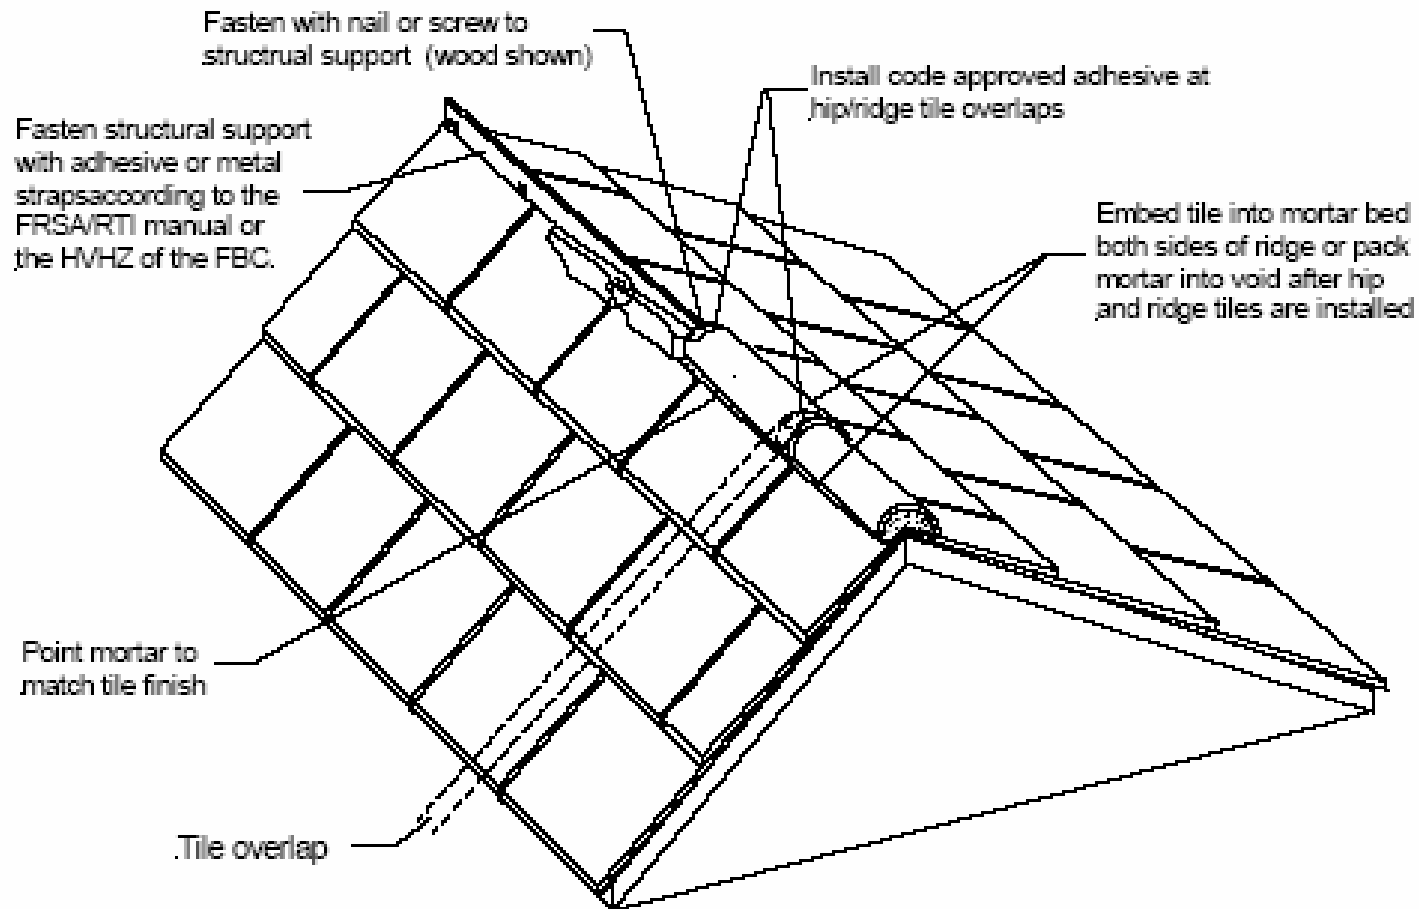 Fasten with nail or screw to
structrual support (wood shown)
Install code approved adhesive at
hip/ridge tile overlaps
Fasten structural support
with adhesive or metal
strapsaccording to the
FRSA/RTI manual or
the HVHZ of the FBC.
Embed tile into mortar bed
both sides of ridge or pack
mortar into void after hip
and ridge tiles are installed
Point mortar to
match tile finish
Tile overlap